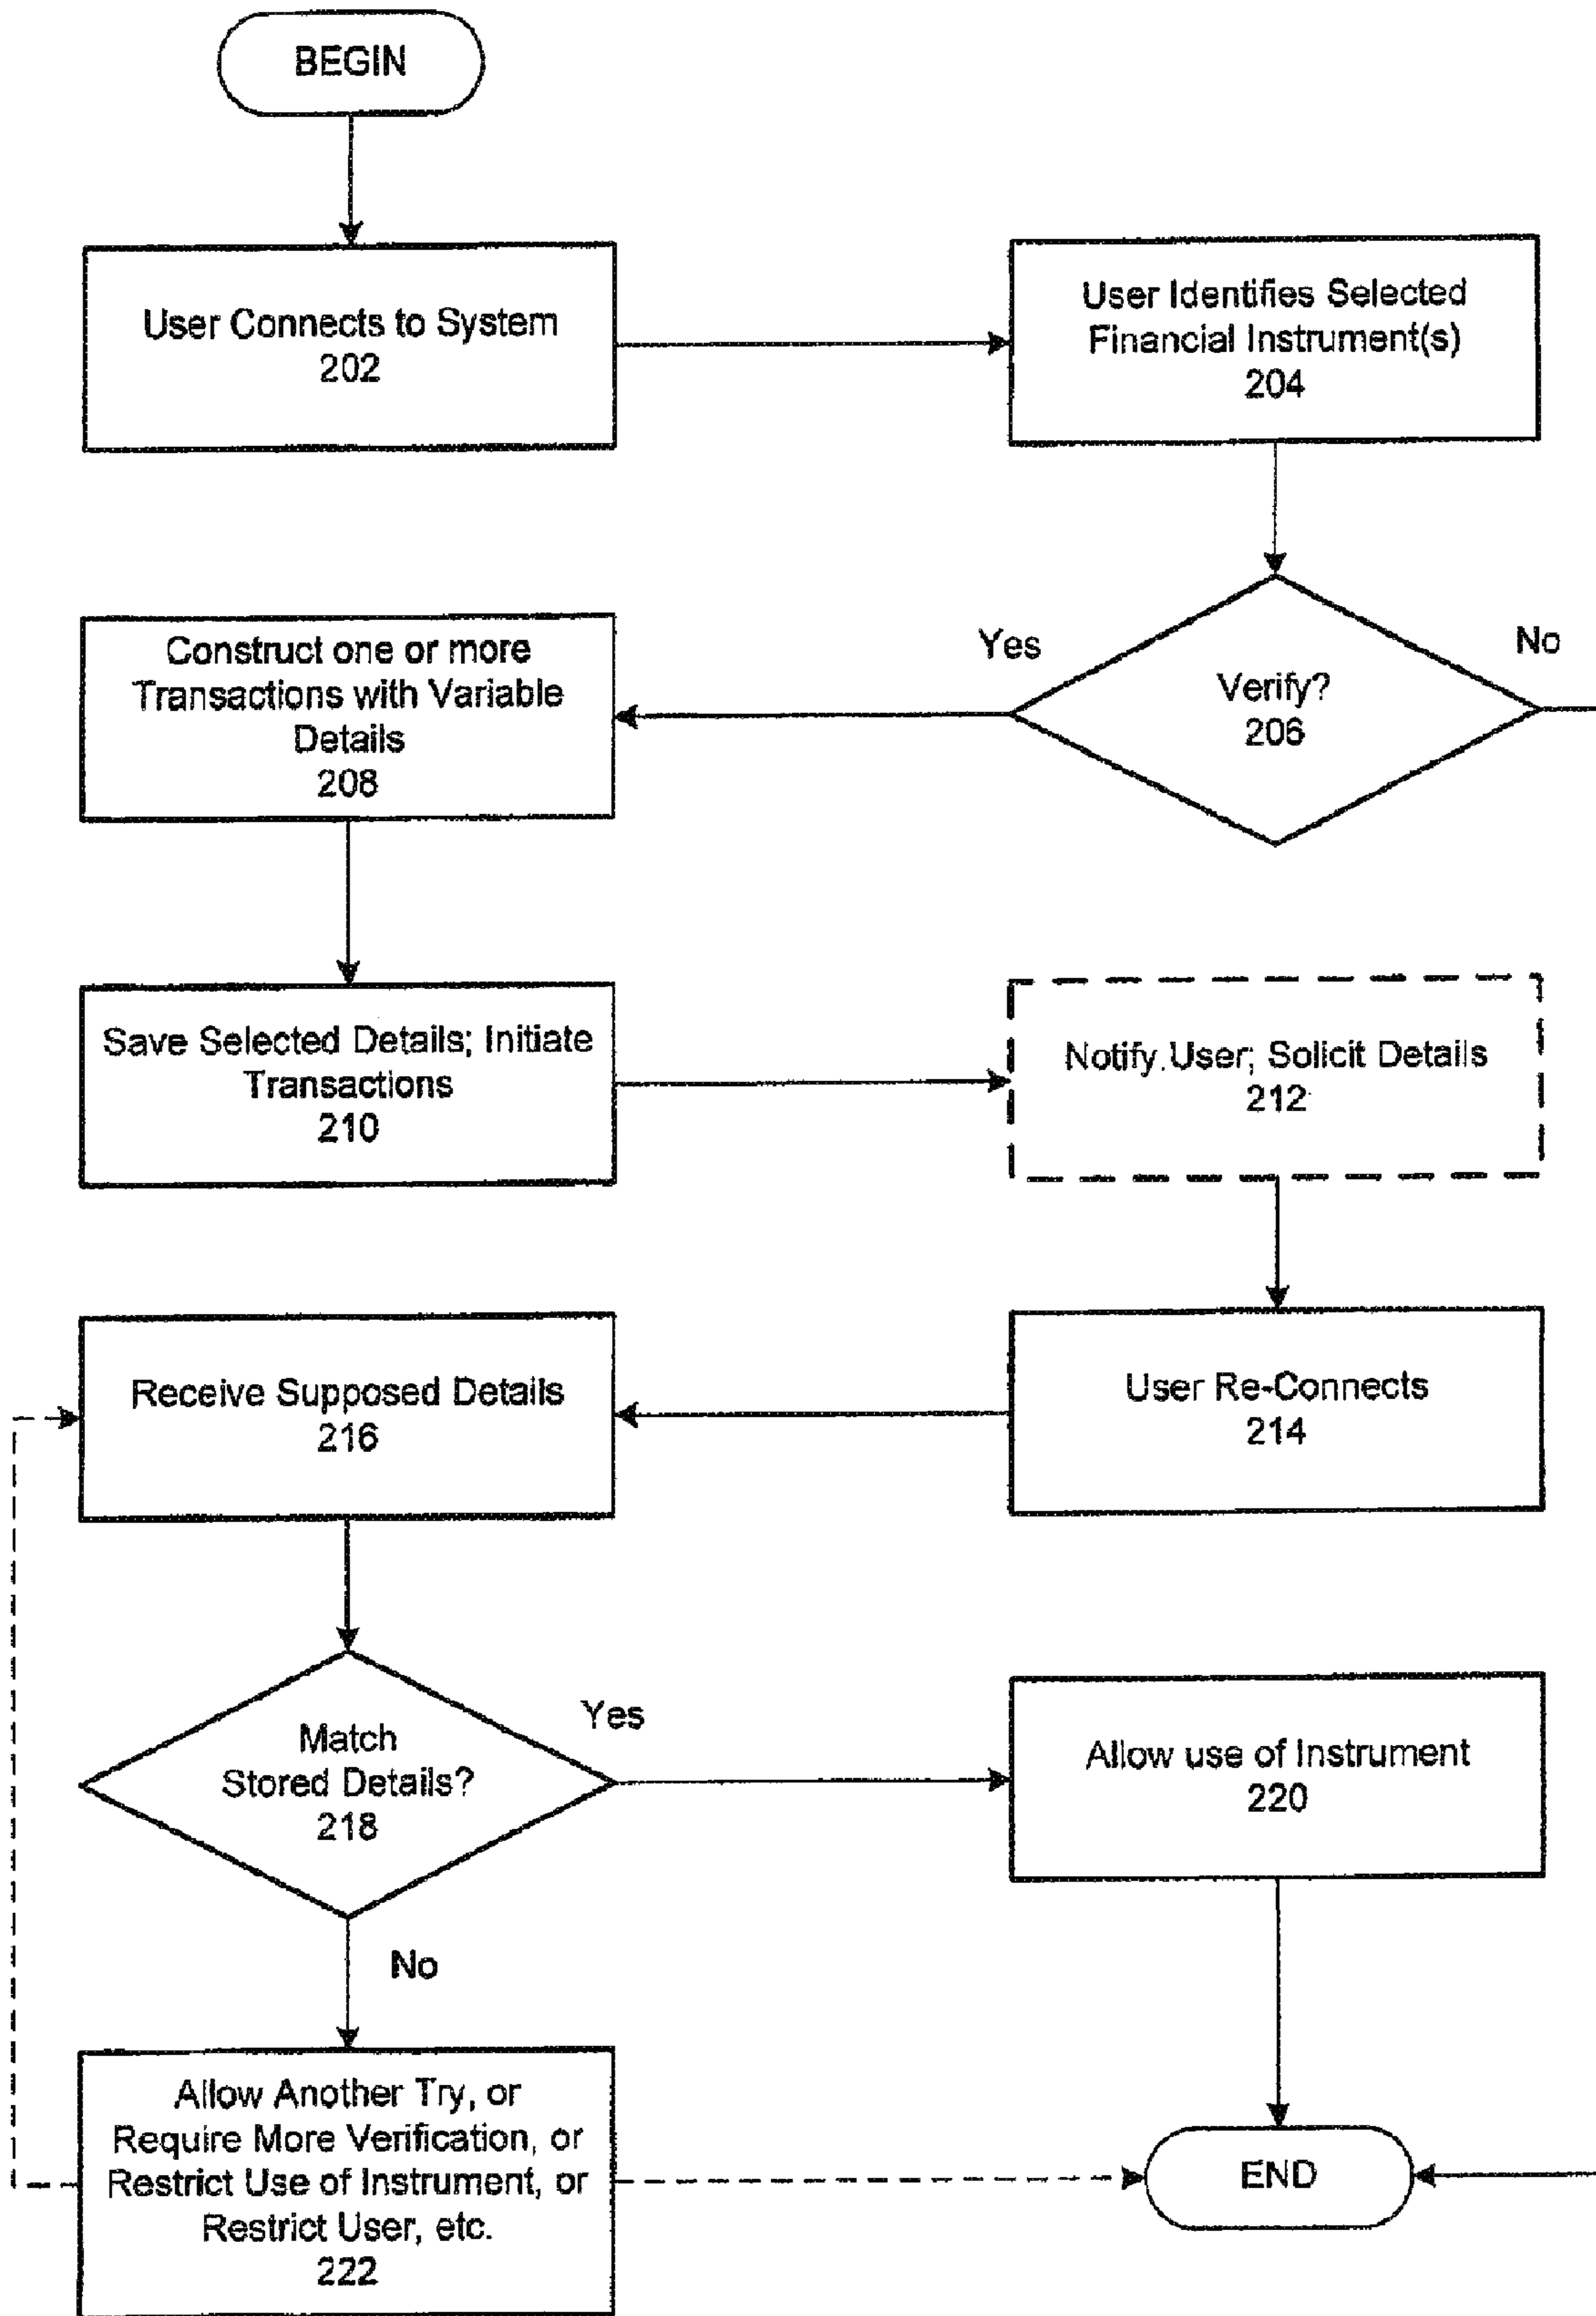 BEGIN
User Connects to System
202
User Identifies Selected
Financial Instrument(s)
204
Verify?
206
Yes
No
Construct one or more
Transactions with Variable
Details
208
Save Selected Details; Initiate
Transactions
210
Notify.User; Solicit Details
212
User Re-Connects
214
Receive Supposed Details
216
Match
Stored Details?
218
Yes
No
Allow use of Instrument
220
Allow Another Try, or
Require More Verification, or
Restrict Use of Instrument, or
Restrict User, etc.
222
END